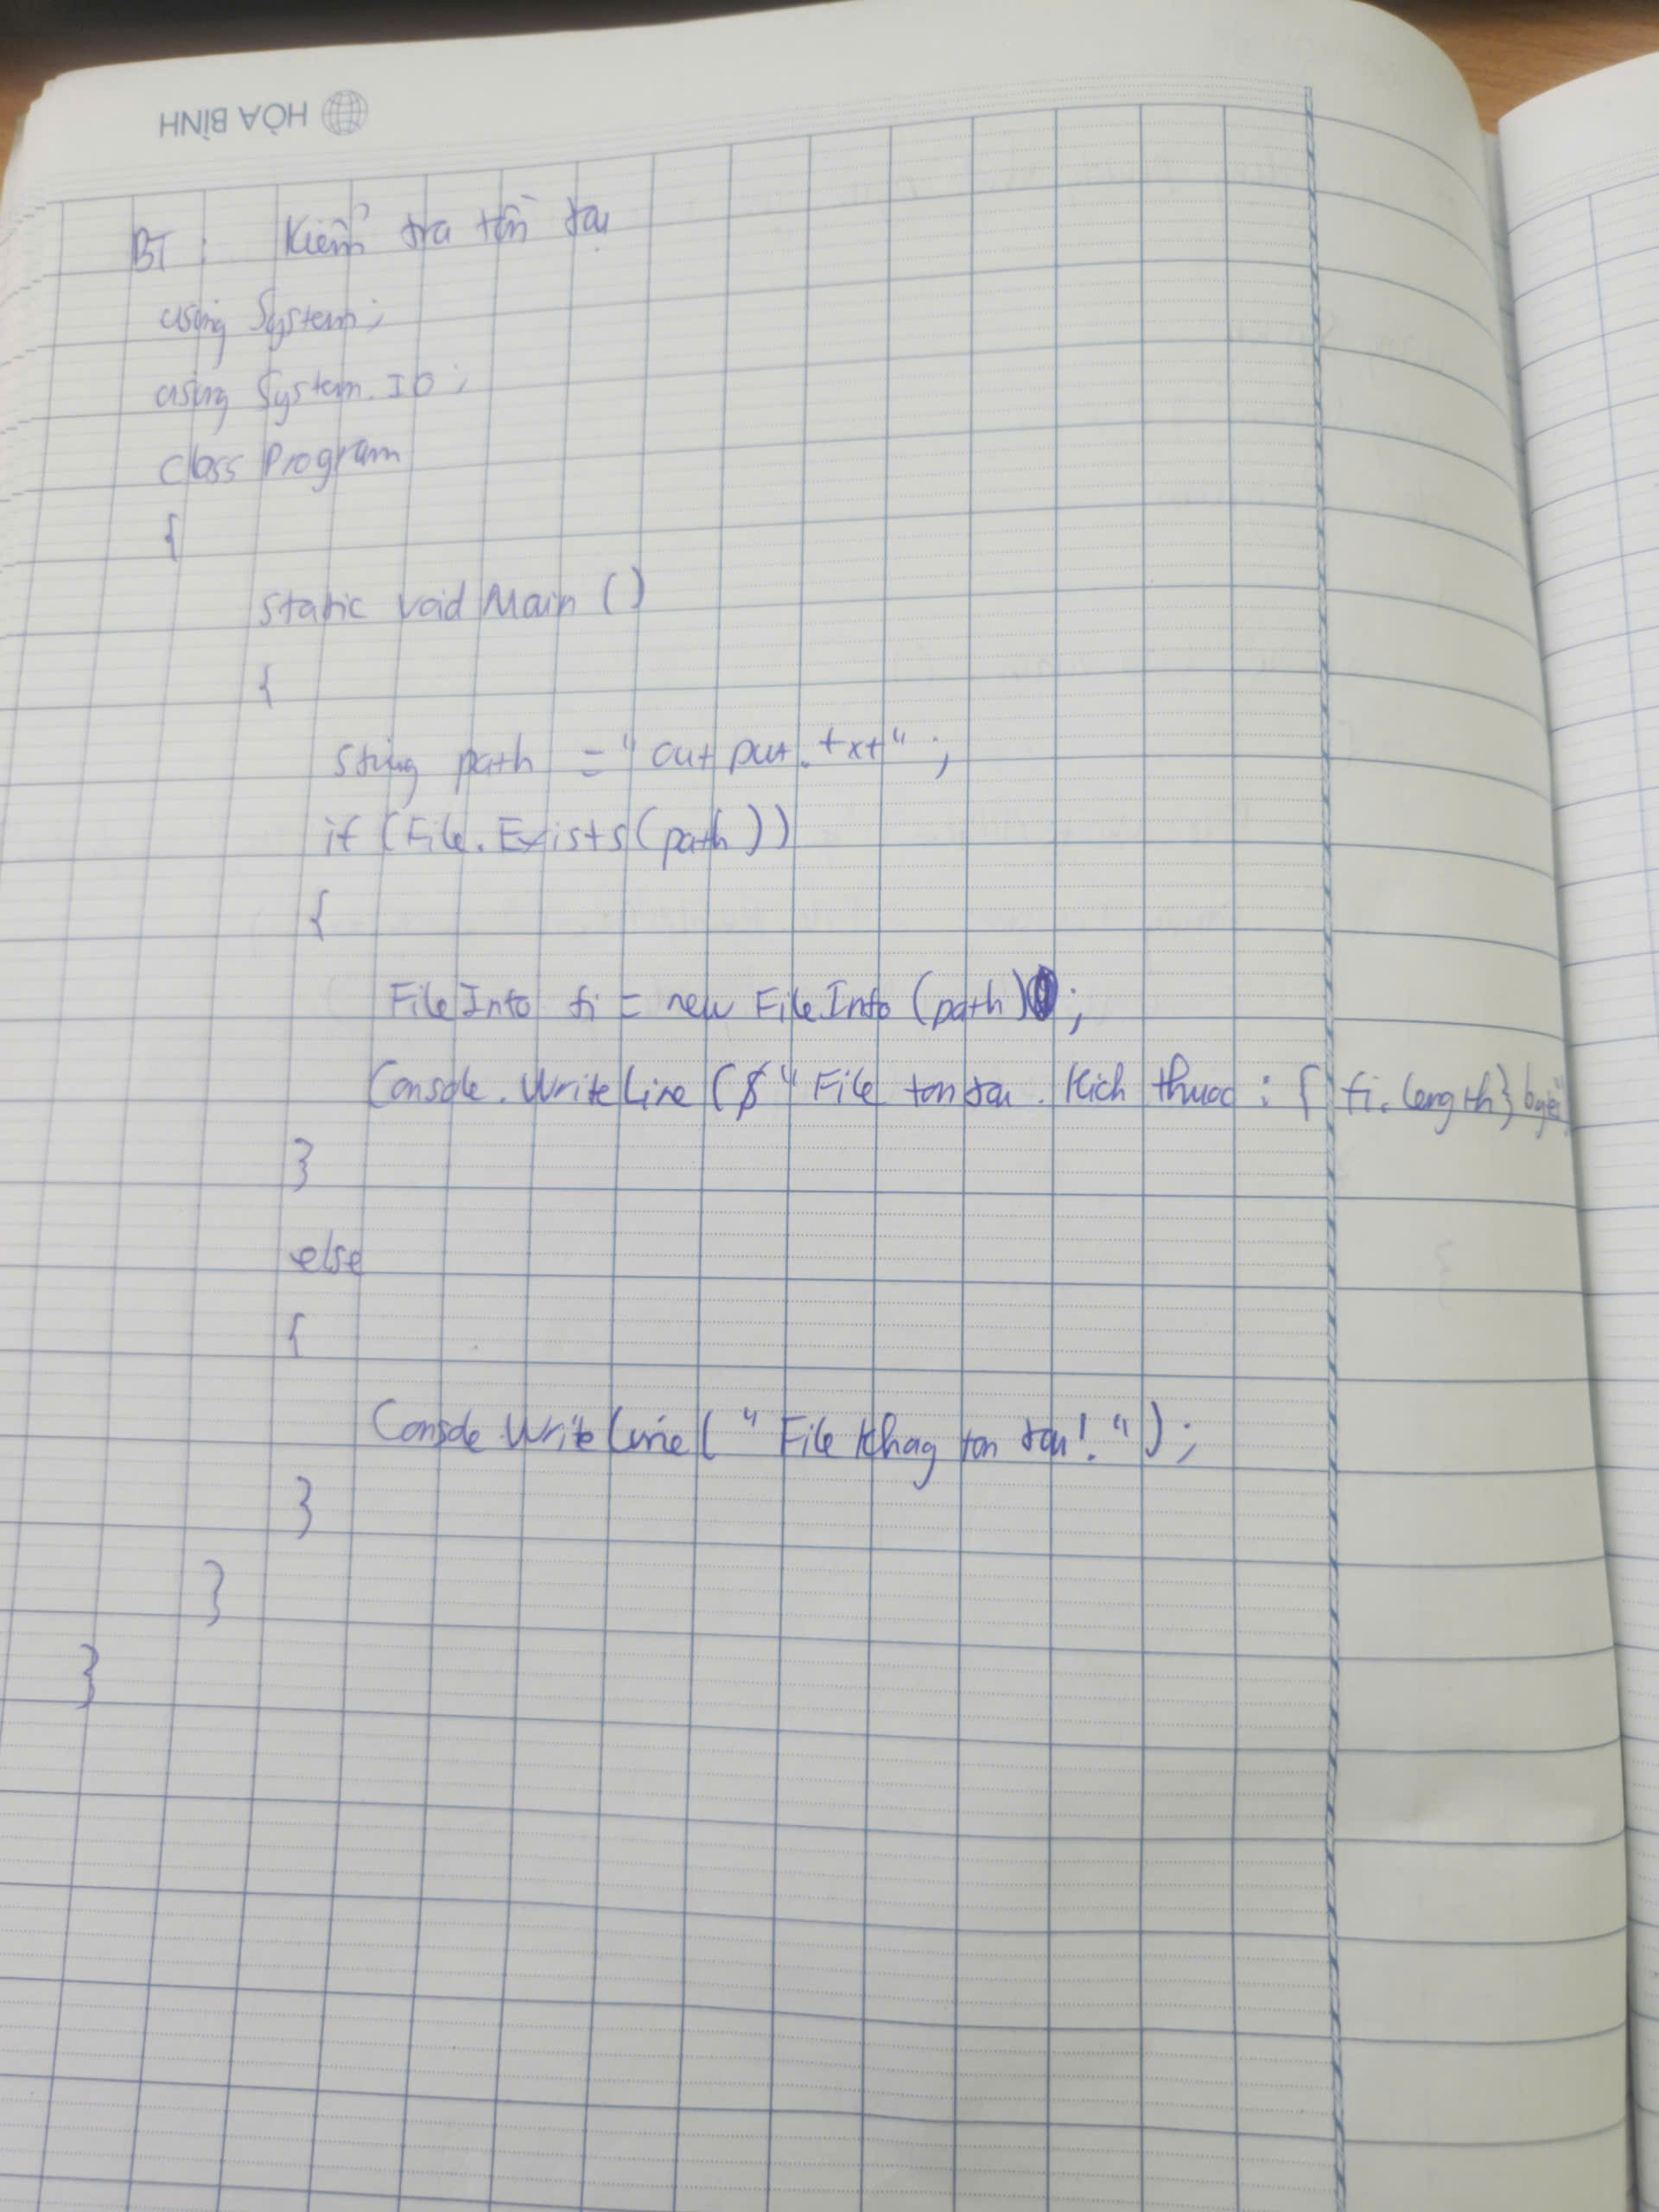 HÒA BÌNH
BT : Kiểm tra tồn tại
using System;
using System.IO;
class Program
{
static void Main ()
{
string path = "output.txt";
if (File.Exists(path))
{
FileInfo fi = new FileInfo (path);
Console.WriteLine ($"File ton tai. Kich thuoc : {fi.Length} bytes"
}
else
{
Console.WriteLine("File khong ton tai!.");
}
}
}